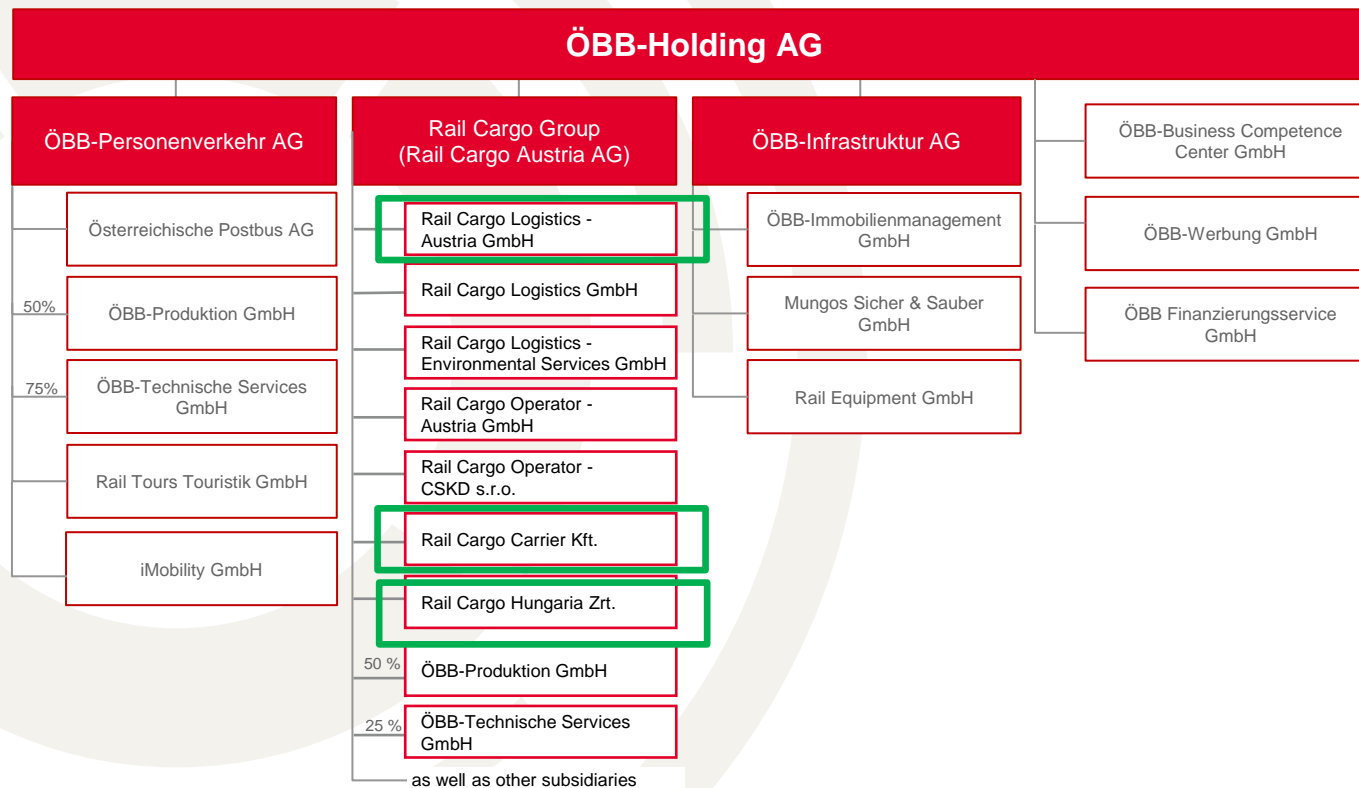 ÖBB-Holding AG
ÖBB-Personenverkehr AG
Österreichische Postbus AG
50%
ÖBB-Produktion GmbH
75%
ÖBB-Technische Services
GmbH
Rail Tours Touristik GmbH
iMobility GmbH
Rail Cargo Group
(Rail Cargo Austria AG)
Rail Cargo Logistics -
Austria GmbH
Rail Cargo Logistics GmbH
Rail Cargo Logistics -
Environmental Services GmbH
Rail Cargo Operator -
Austria GmbH
Rail Cargo Operator -
CSKD s.r.o.
Rail Cargo Carrier Kft.
Rail Cargo Hungaria Zrt.
50 %
ÖBB-Produktion GmbH
25 %
ÖBB-Technische Services
GmbH
as well as other subsidiaries
ÖBB-Infrastruktur AG
ÖBB-Immobilienmanagement
GmbH
Mungos Sicher & Sauber
GmbH
Rail Equipment GmbH
ÖBB-Business Competence
Center GmbH
ÖBB-Werbung GmbH
ÖBB Finanzierungsservice
GmbH